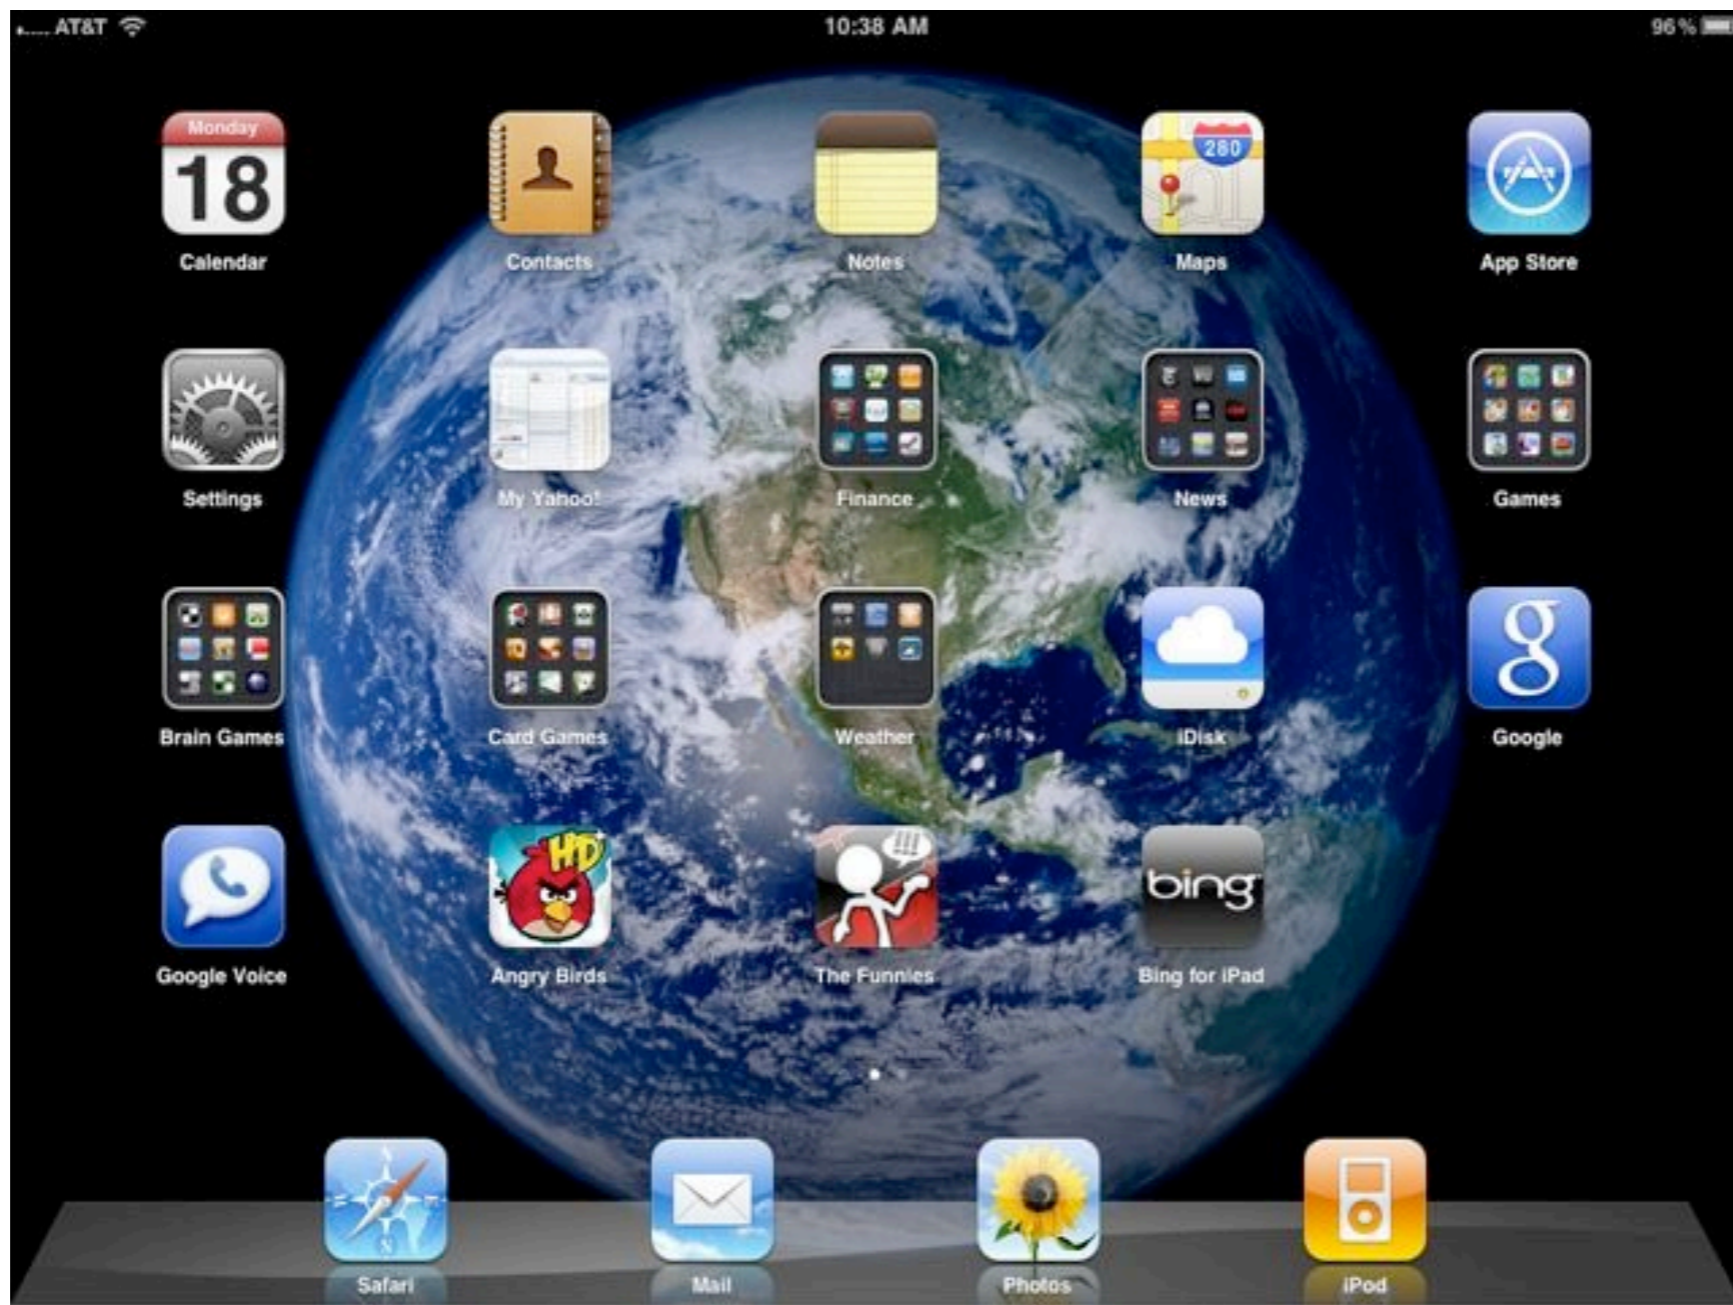 AT&T
10:38 AM
96%
Monday
18
280
Calendar
Contacts
Notes
Maps
App Store
Settings
My Yahoo!
Finance
News
Games
Brain Games
Card Games
Weather
iDisk
g
Google
HD
!!!
bing
Google Voice
Angry Birds
The Funnies
Bing for iPad
N
Safari
Mail
Photos
iPod